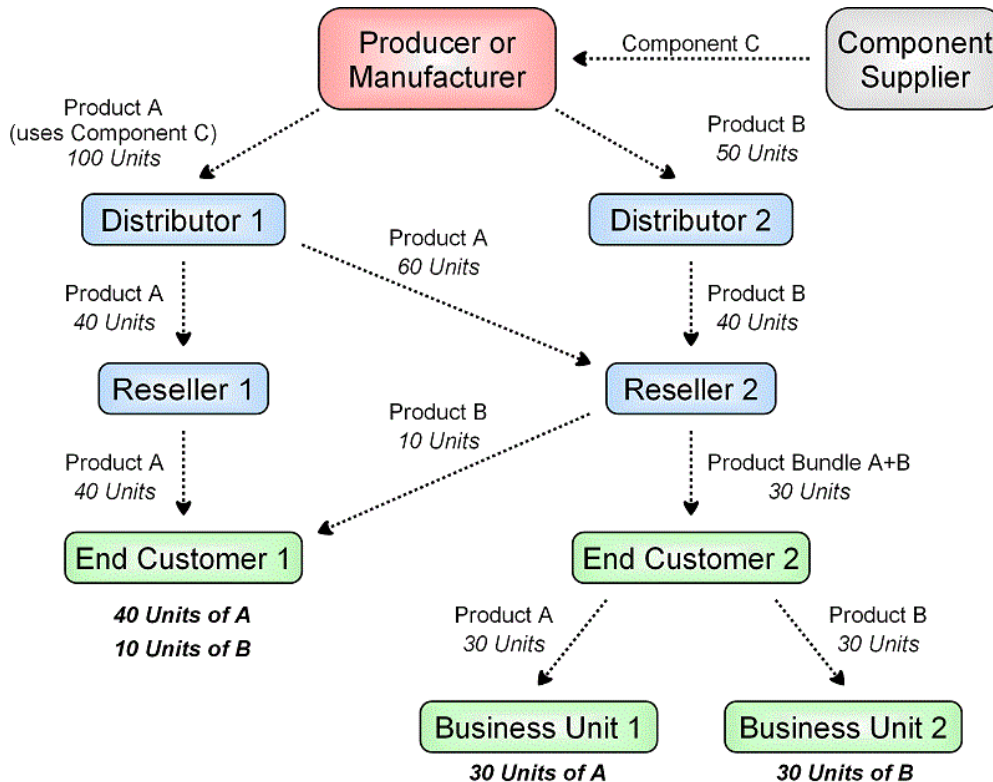 Producer or
Manufacturer
Component C
Component
Supplier
Product A
(uses Component C)
100 Units
Product B
50 Units
Distributor 1
Distributor 2
Product A
60 Units
Product A
40 Units
Product B
40 Units
Reseller 1
Reseller 2
Product B
10 Units
Product A
40 Units
Product Bundle A+B
30 Units
End Customer 1
End Customer 2
40 Units of A
10 Units of B
Product A
30 Units
Product B
30 Units
Business Unit 1
Business Unit 2
30 Units of A
30 Units of B